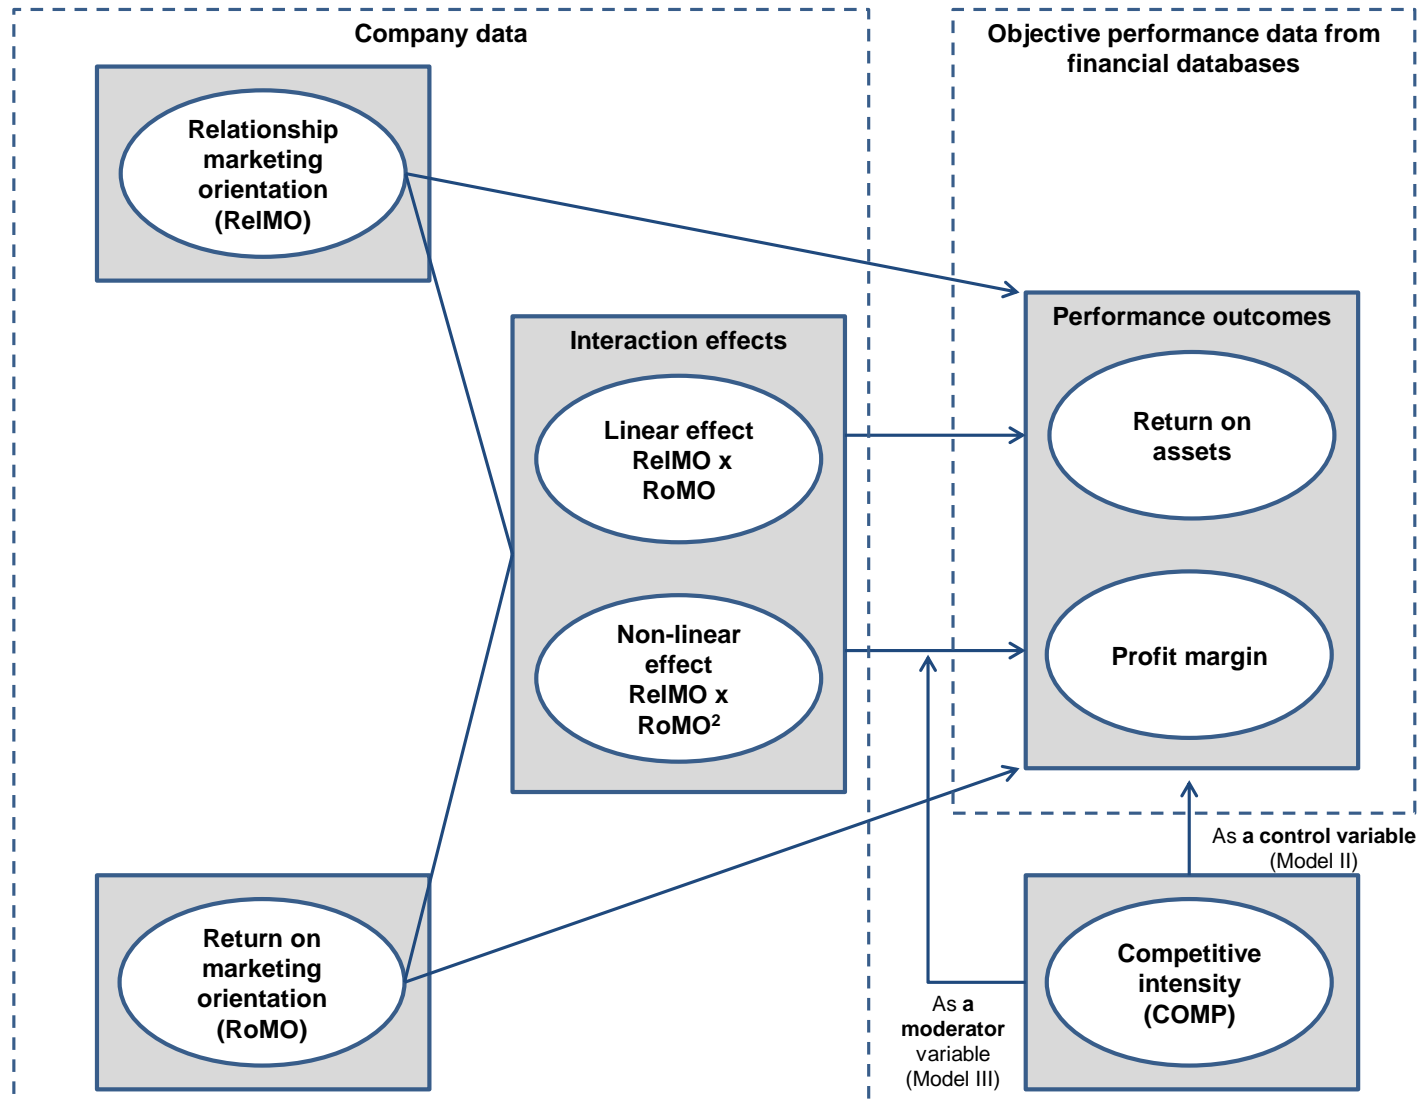 Company data
Objective performance data from
financial databases
Relationship
marketing
orientation
(RelMO)
Interaction effects
Linear effect
RelMO x
RoMO
Non-linear
effect
RelMO x
RoMO²
Performance outcomes
Return on
assets
Profit margin
As a control variable
(Model II)
Return on
marketing
orientation
(RoMO)
As a
moderator
variable
(Model III)
Competitive
intensity
(COMP)